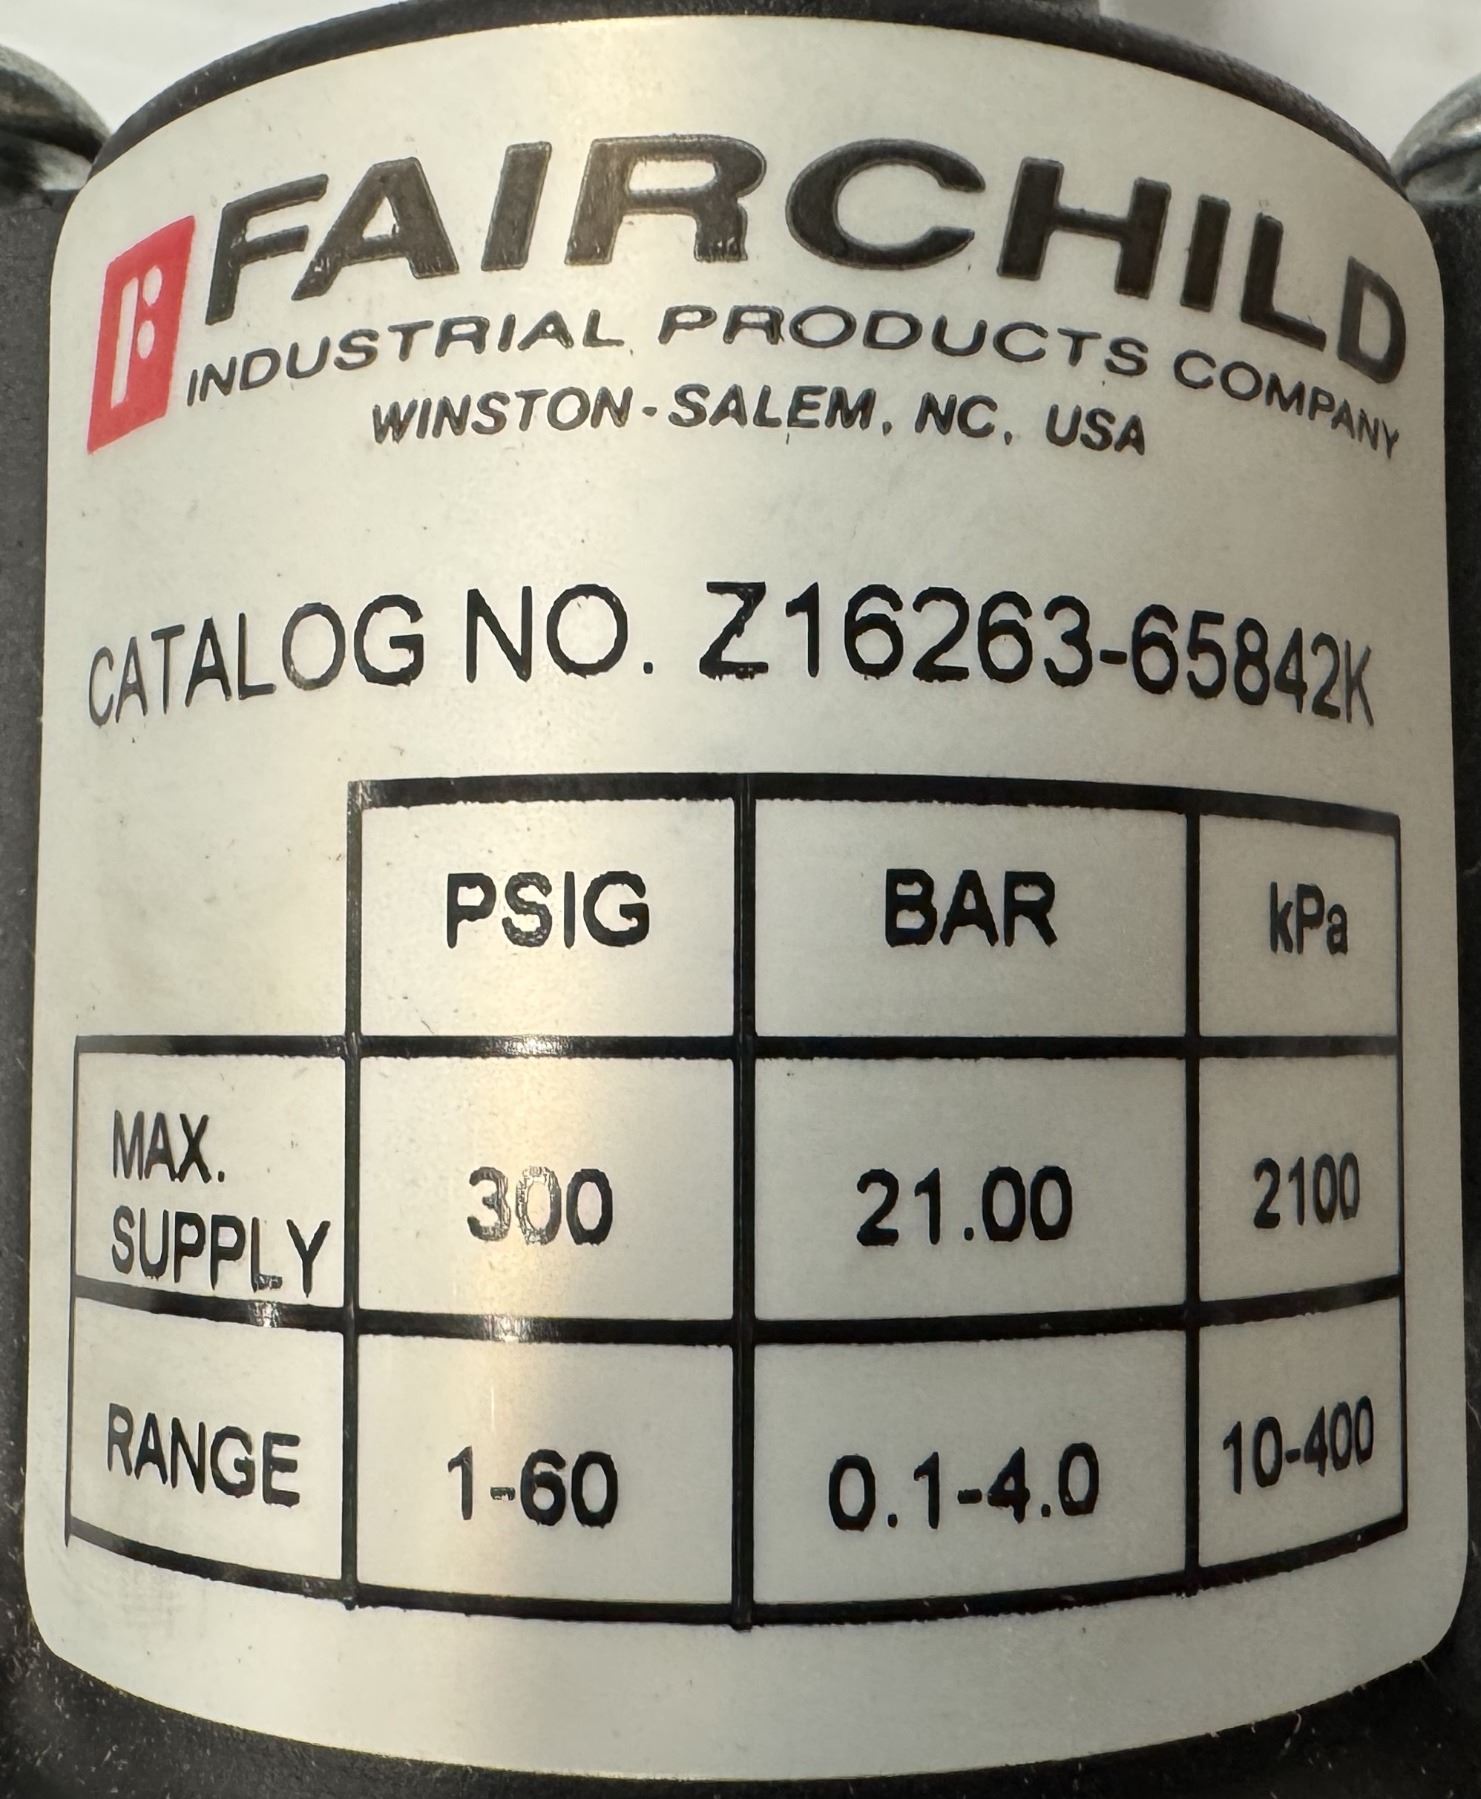 FAIRCHILD
INDUSTRIAL PRODUCTS COMPANY
WINSTON-SALEM, NC, USA
CATALOG NO. Z16263-65842K
PSIG BAR kPa
MAX.
SUPPLY 300 21.00 2100
RANGE 1-60 0.1-4.0 10-400